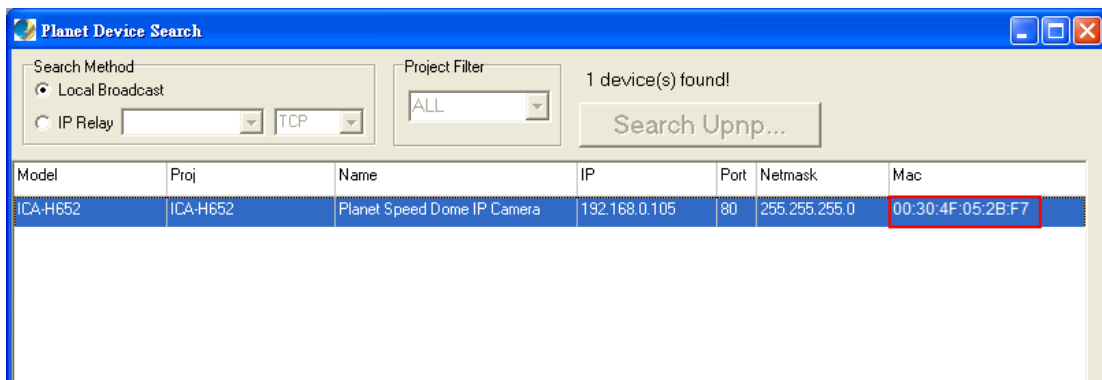 Planet Device Search
Search Method
Local Broadcast
IP Relay TCP
Project Filter
ALL
1 device(s) found!
Search Upnp...
Model Proj Name IP Port Netmask Mac
ICA-H652 ICA-H652 Planet Speed Dome IP Camera 192.168.0.105 80 255.255.255.0 00:30:4F:05:2B:F7